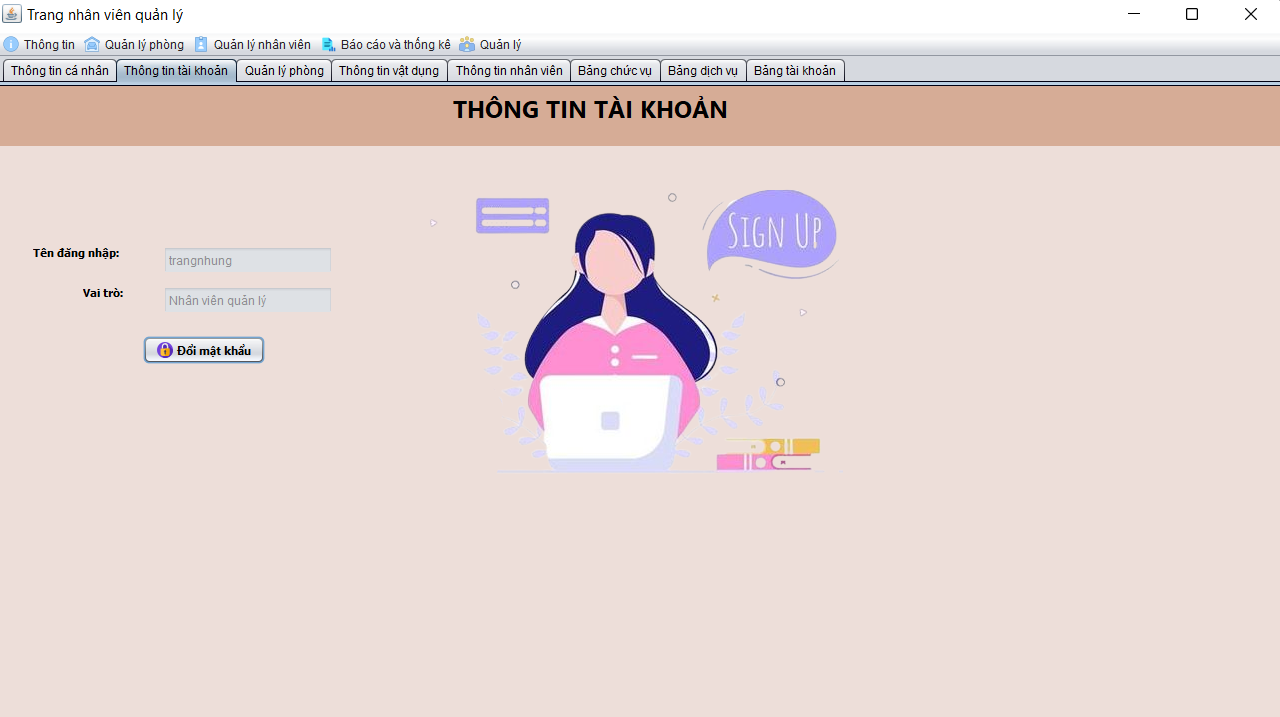 Trang nhân viên quản lý
Thông tin Quản lý phòng Quản lý nhân viên Báo cáo và thống kê Quản lý
Thông tin cá nhân Thông tin tài khoản Quản lý phòng Thông tin vật dụng Thông tin nhân viên Bảng chức vụ Bảng dịch vụ Bảng tài khoản
THÔNG TIN TÀI KHOẢN
SIGN UP
Tên đăng nhập: trangnhung
Vai trò: Nhân viên quản lý
Đổi mật khẩu